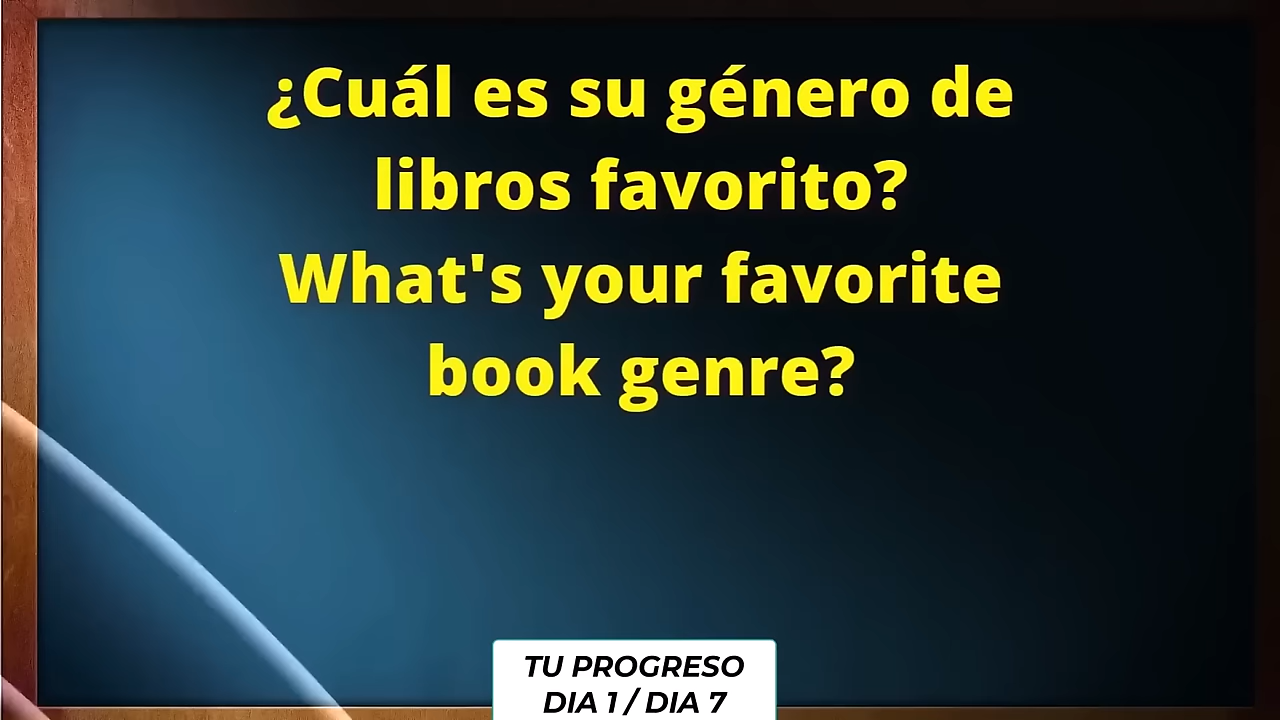 ¿Cuál es su género de
libros favorito?
What's your favorite
book genre?
TU PROGRESO
DIA 1 / DIA 7